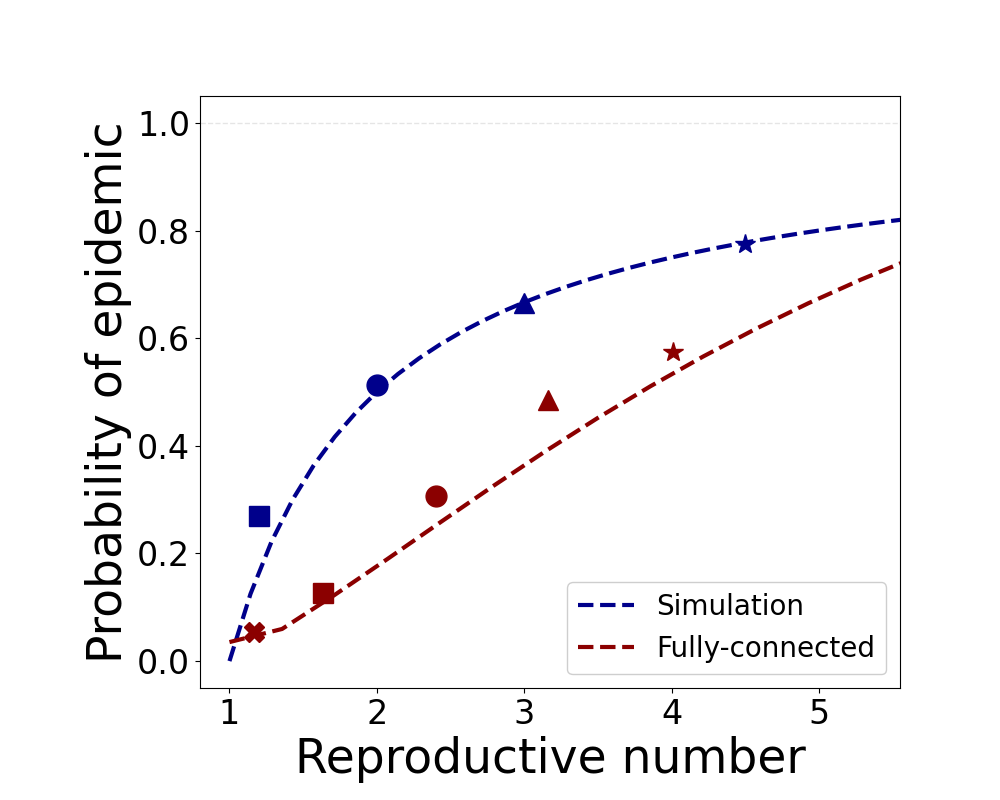 Probability of epidemic
1.0
0.8
0.6
0.4
0.2
0.0
Simulation
Fully-connected
1 2 3 4 5
Reproductive number